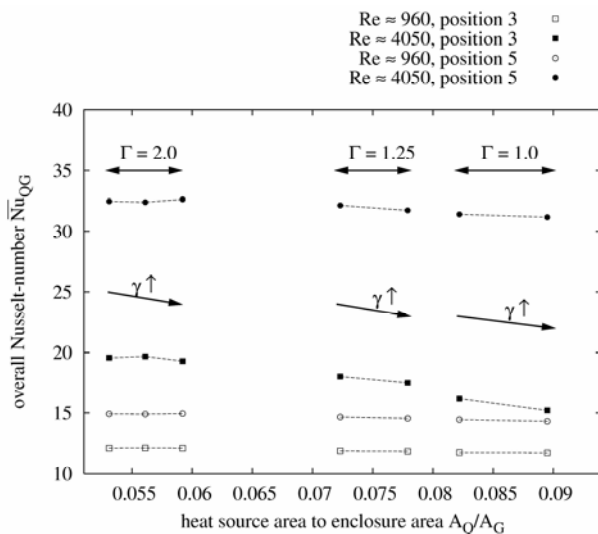 Re ≈ 960, position 3
Re ≈ 4050, position 3
Re ≈ 960, position 5
Re ≈ 4050, position 5
overall Nusselt-number N̅u̅QG
40
35
30
25
20
15
10
Γ = 2.0
Γ = 1.25
Γ = 1.0
γ ↑
γ ↑
γ ↑
0.055 0.06 0.065 0.07 0.075 0.08 0.085 0.09
heat source area to enclosure area AQ/AG